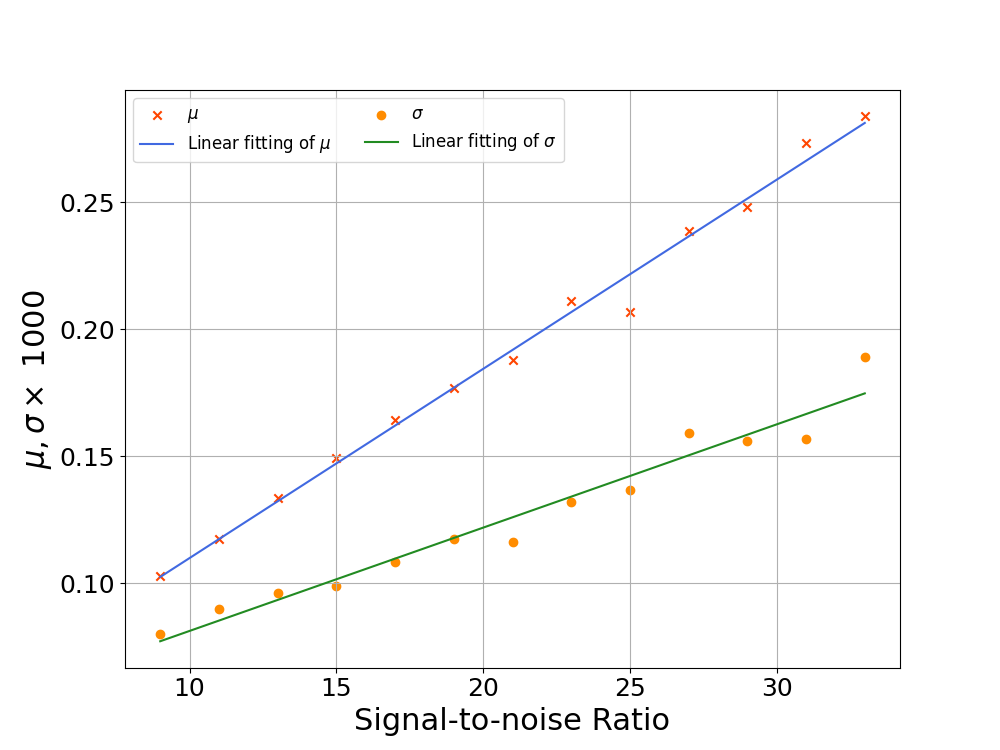 μ
σ
Linear fitting of μ
Linear fitting of σ
0.25
0.20
0.15
0.10
μ, σ × 1000
10
15
20
25
30
Signal-to-noise Ratio